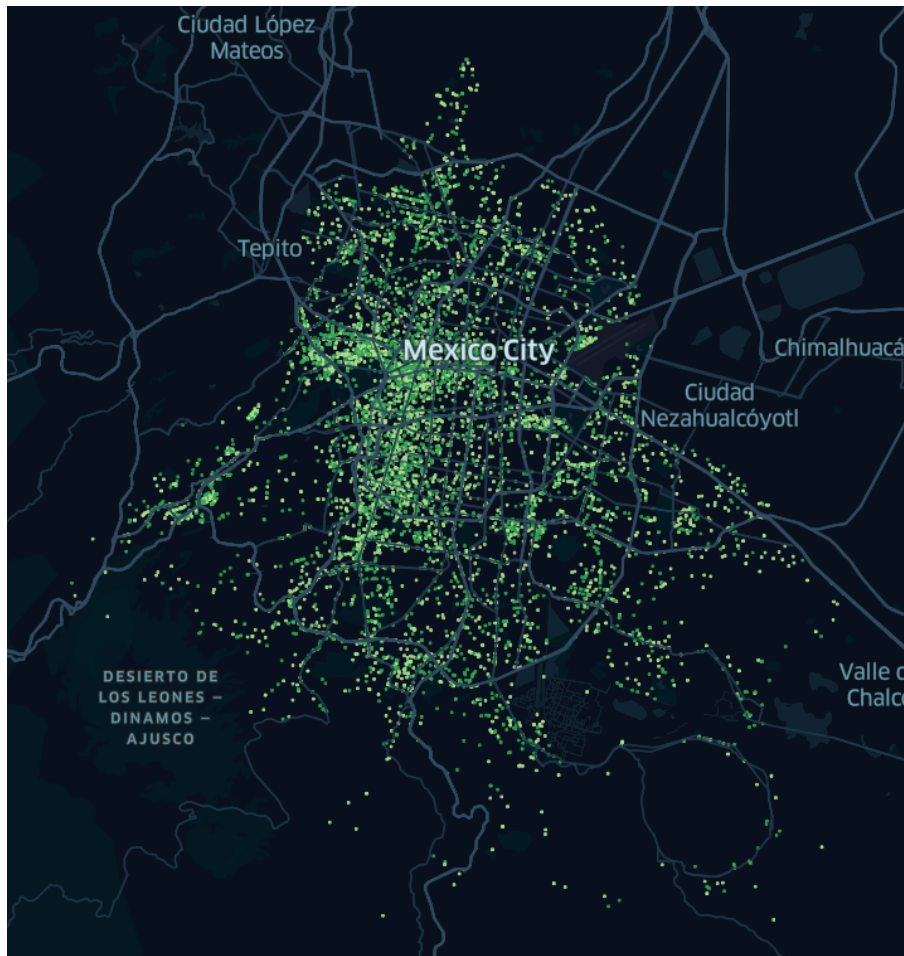 Ciudad López
Mateos
Tepito
Mexico City
Chimalhuacá
Ciudad
Nezahualcóyotl
DESIERTO DE
LOS LEONES –
DINAMOS –
AJUSCO
Valle d
Chalco